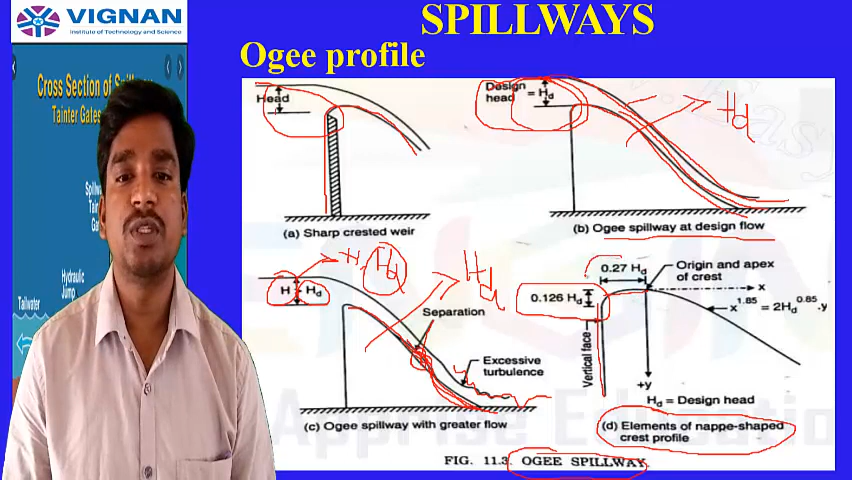 VIGNAN
Institute of Technology and Science
SPILLWAYS
Ogee profile
Cross Section of Spillway
Tainter Gates
Tailwater
Hydraulic
Jump
Head
(a) Sharp crested weir
Design
head = Hd
Hd
(b) Ogee spillway at design flow
H Hd
H, Hd
Hd
Separation
Excessive
turbulence
(c) Ogee spillway with greater flow
0.27 Hd
0.126 Hd
Origin and apex
of crest
x
x^1.85 = 2Hd^0.85.y
Vertical face
+y
Hd = Design head
(d) Elements of nappe-shaped
crest profile
FIG. 11.3. OGEE SPILLWAY